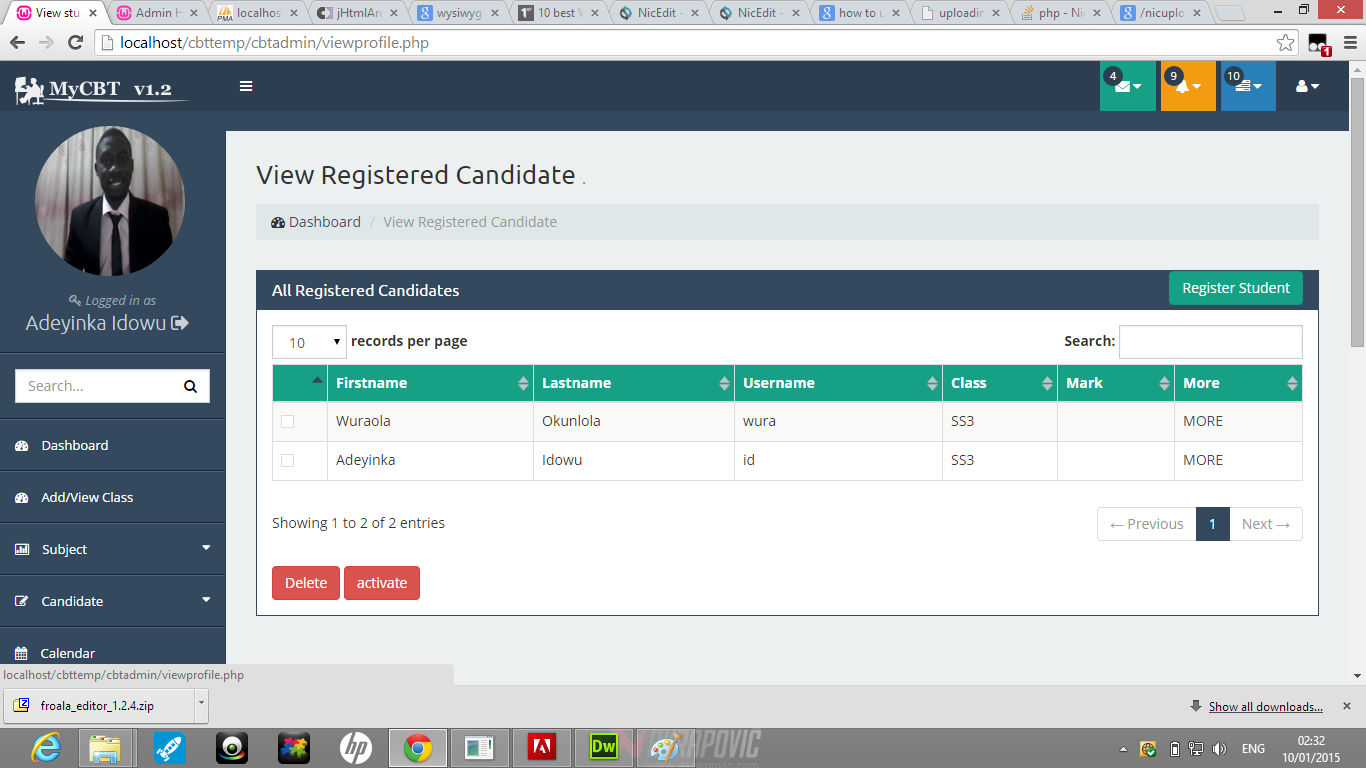 View stu
Admin H
localhos
jHtmlAre
wysiwyg
10 best W
NicEdit -
NicEdit -
how to u
uploadin
php - Ni
/nicuplo
localhost/cbttemp/cbtadmin/viewprofile.php
1
MyCBT v1.2
4
9
10
Logged in as
Adeyinka Idowu
Search...
Dashboard
Add/View Class
Subject
Candidate
Calendar
View Registered Candidate .
Dashboard / View Registered Candidate
All Registered Candidates
Register Student
10 records per page
Search:
Firstname Lastname Username Class Mark More
Wuraola Okunlola wura SS3 MORE
Adeyinka Idowu id SS3 MORE
Showing 1 to 2 of 2 entries
← Previous 1 Next →
Delete activate
localhost/cbttemp/cbtadmin/viewprofile.php
froala_editor_1.2.4.zip
Show all downloads...
hp
Dw
ENG
02:32
10/01/2015